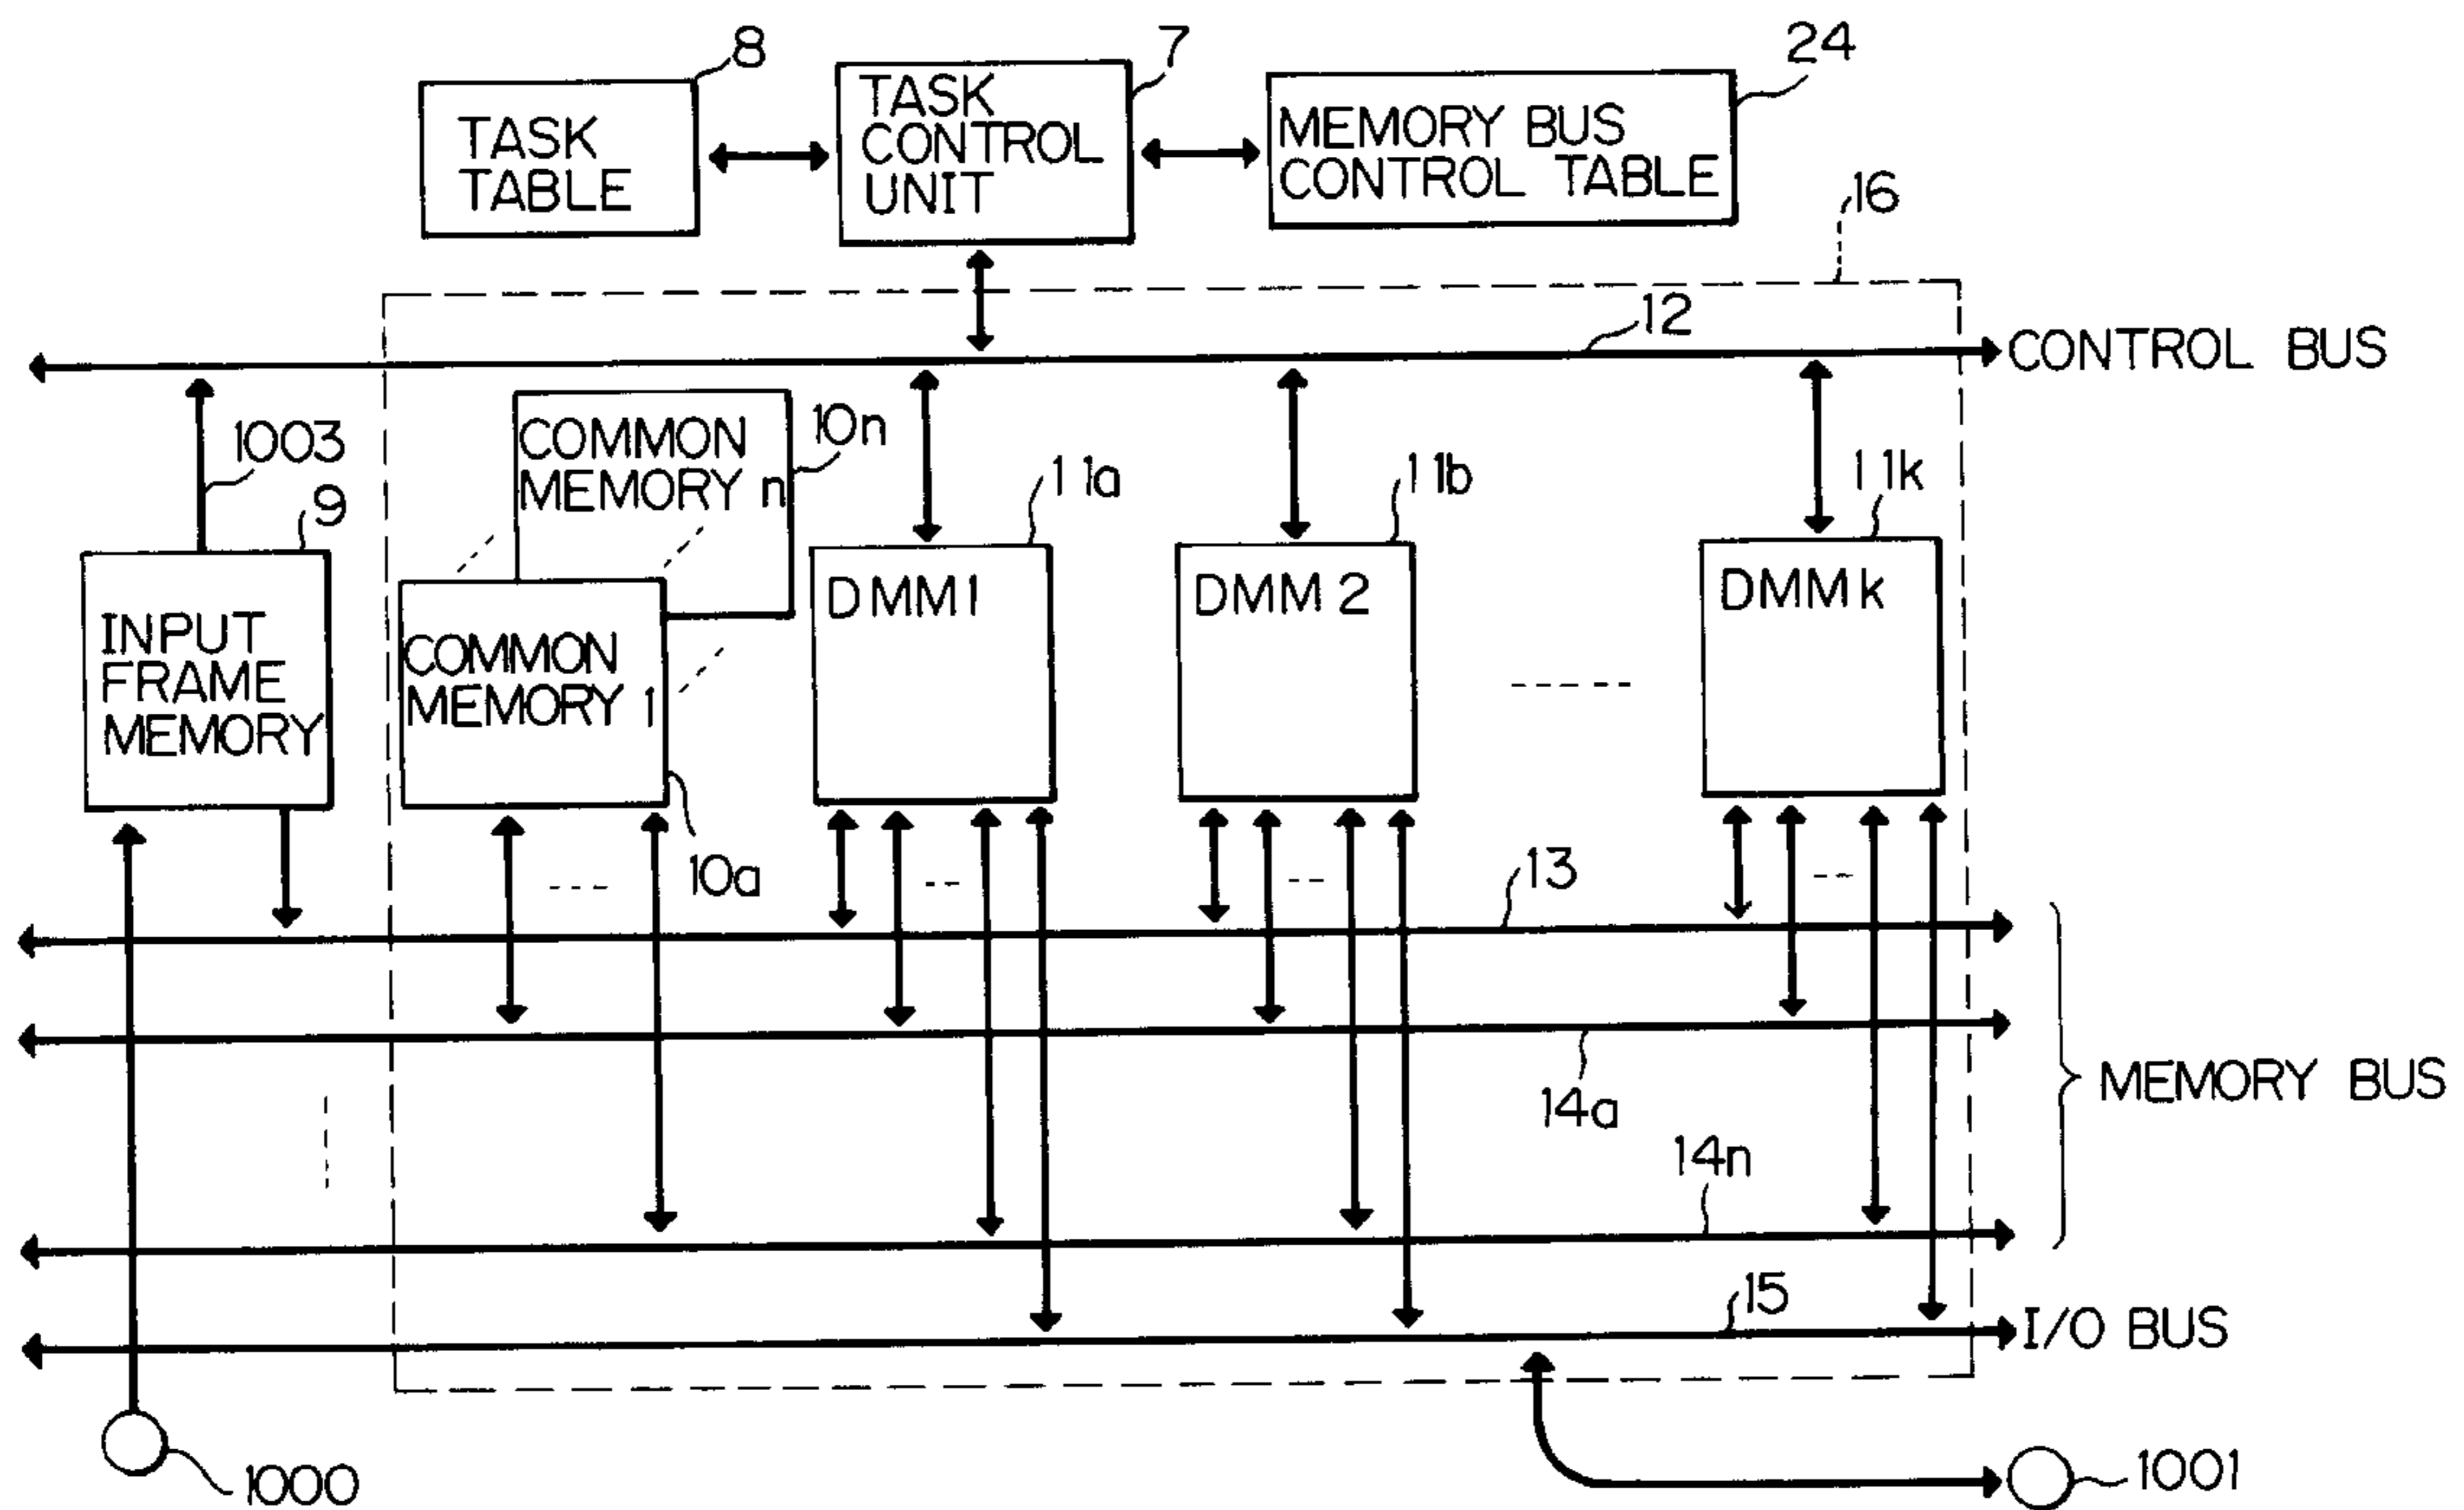 8
7
24
TASK
TABLE
TASK
CONTROL
UNIT
MEMORY BUS
CONTROL TABLE
16
12
CONTROL BUS
1003
9
COMMON
MEMORY n
10n
11a
11b
11k
INPUT
FRAME
MEMORY
COMMON
MEMORY 1
DMM1
DMM 2
DMMk
10a
13
14a
MEMORY BUS
14n
15
I/O BUS
1000
1001